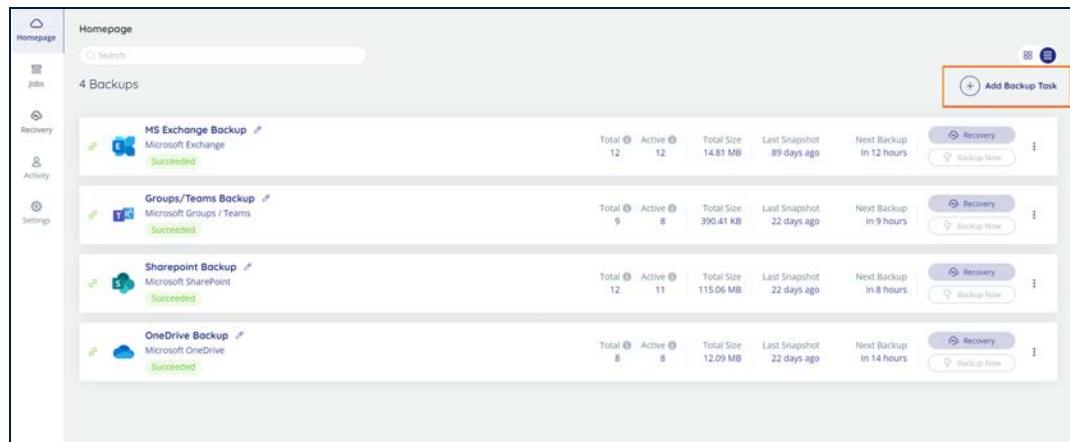 Homepage
Jobs
Recovery
Activity
Settings
Homepage
Search
4 Backups
Add Backup Task
MS Exchange Backup
Microsoft Exchange
Succeeded
Total Active Total Size Last Snapshot Next Backup
12 12 14.81 MB 89 days ago In 12 hours
Recovery
Backup Now
Groups/Teams Backup
Microsoft Groups / Teams
Succeeded
Total Active Total Size Last Snapshot Next Backup
9 8 390.41 KB 22 days ago In 9 hours
Recovery
Backup Now
Sharepoint Backup
Microsoft SharePoint
Succeeded
Total Active Total Size Last Snapshot Next Backup
12 11 115.06 MB 22 days ago In 8 hours
Recovery
Backup Now
OneDrive Backup
Microsoft OneDrive
Succeeded
Total Active Total Size Last Snapshot Next Backup
8 8 12.09 MB 22 days ago In 14 hours
Recovery
Backup Now